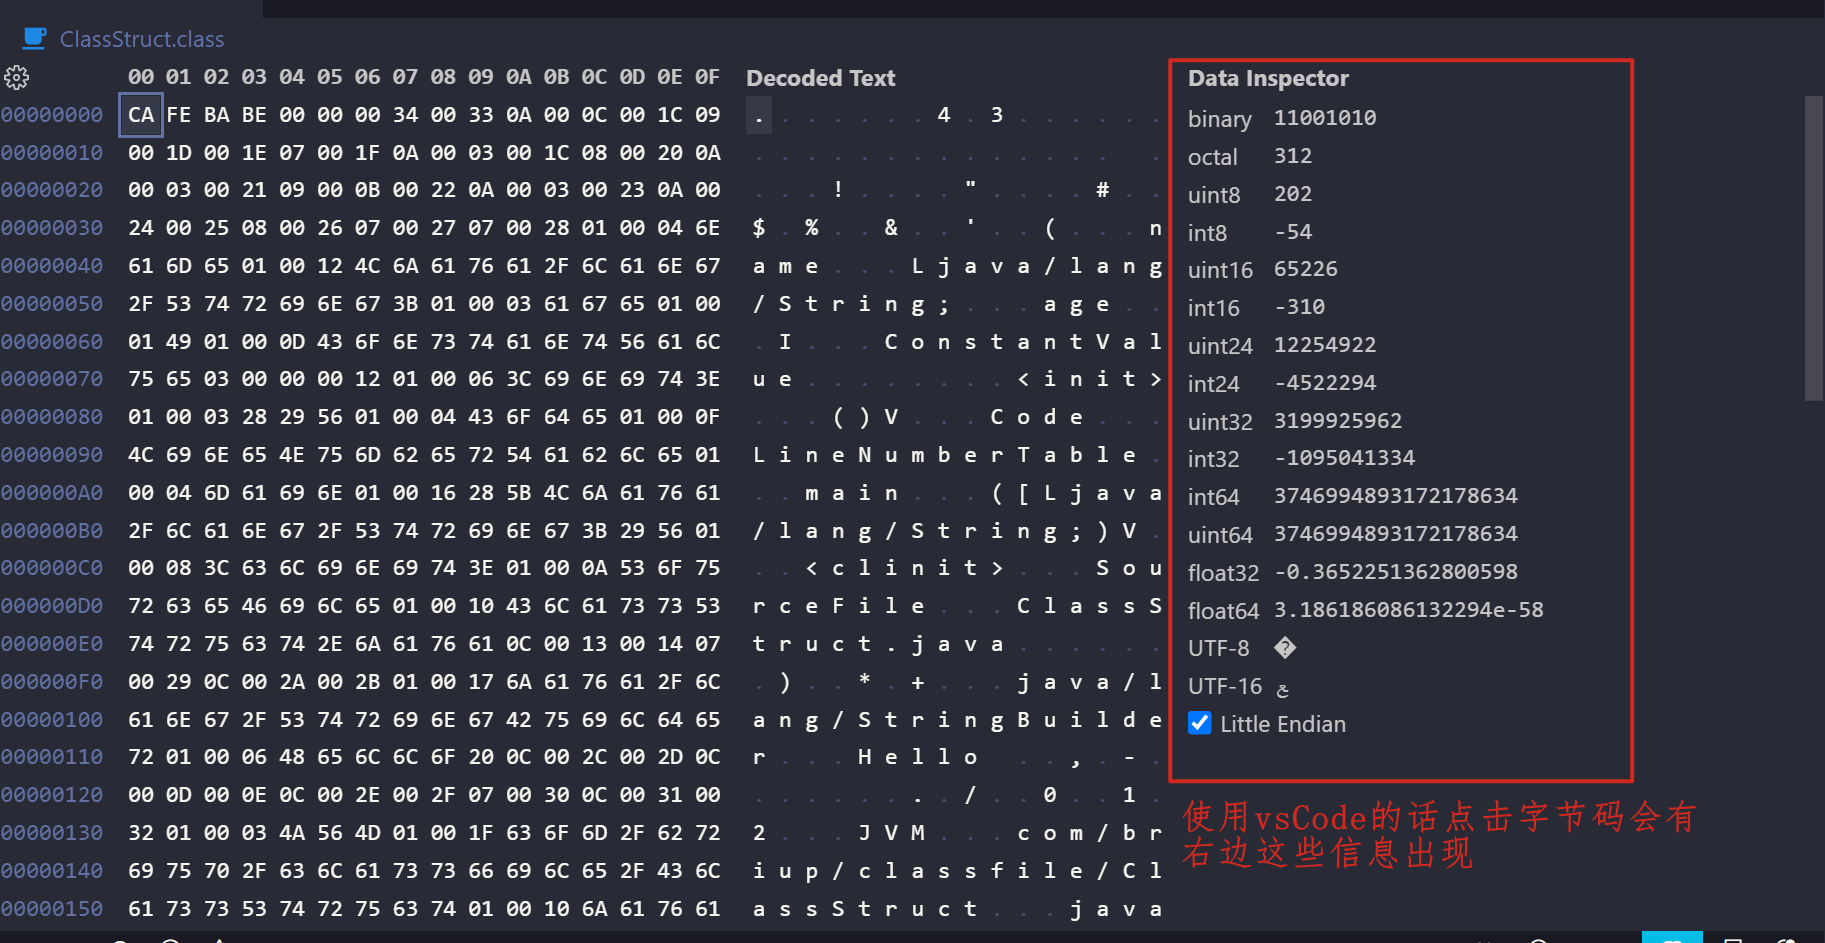 ClassStruct.class
00 01 02 03 04 05 06 07 08 09 0A 0B 0C 0D 0E 0F Decoded Text
00000000 CA FE BA BE 00 00 00 34 00 33 0A 00 0C 00 1C 09 . . . . . . . 4 . 3 . . . . . .
00000010 00 1D 00 1E 07 00 1F 0A 00 03 00 1C 08 00 20 0A . . . . . . . . . . . . . .   .
00000020 00 03 00 21 09 00 0B 00 22 0A 00 03 00 23 0A 00 . . . ! . . . . " . . . . # . .
00000030 24 00 25 08 00 26 07 00 27 07 00 28 01 00 04 6E $ . % . . & . . ' . . ( . . . n
00000040 61 6D 65 01 00 12 4C 6A 61 76 61 2F 6C 61 6E 67 a m e . . . L j a v a / l a n g
00000050 2F 53 74 72 69 6E 67 3B 01 00 03 61 67 65 01 00 / S t r i n g ; . . . a g e . .
00000060 01 49 01 00 0D 43 6F 6E 73 74 61 6E 74 56 61 6C . I . . . C o n s t a n t V a l
00000070 75 65 03 00 00 00 12 01 00 06 3C 69 6E 69 74 3E u e . . . . . . . . < i n i t >
00000080 01 00 03 28 29 56 01 00 04 43 6F 64 65 01 00 0F . . . ( ) V . . . C o d e . . .
00000090 4C 69 6E 65 4E 75 6D 62 65 72 54 61 62 6C 65 01 L i n e N u m b e r T a b l e .
000000A0 00 04 6D 61 69 6E 01 00 16 28 5B 4C 6A 61 76 61 . . m a i n . . . ( [ L j a v a
000000B0 2F 6C 61 6E 67 2F 53 74 72 69 6E 67 3B 29 56 01 / l a n g / S t r i n g ; ) V .
000000C0 00 08 3C 63 6C 69 6E 69 74 3E 01 00 0A 53 6F 75 . . < c l i n i t > . . . S o u
000000D0 72 63 65 46 69 6C 65 01 00 10 43 6C 61 73 73 53 r c e F i l e . . . C l a s s S
000000E0 74 72 75 63 74 2E 6A 61 76 61 0C 00 13 00 14 07 t r u c t . j a v a . . . . . .
000000F0 00 29 0C 00 2A 00 2B 01 00 17 6A 61 76 61 2F 6C . ) . . * . + . . . j a v a / l
00000100 61 6E 67 2F 53 74 72 69 6E 67 42 75 69 6C 64 65 a n g / S t r i n g B u i l d e
00000110 72 01 00 06 48 65 6C 6C 6F 20 0C 00 2C 00 2D 0C r . . . H e l l o   . . , . - .
00000120 00 0D 00 0E 0C 00 2E 00 2F 07 00 30 0C 00 31 00 . . . . . . . . / . . 0 . . 1 .
00000130 32 01 00 03 4A 56 4D 01 00 1F 63 6F 6D 2F 62 72 2 . . . J V M . . . c o m / b r
00000140 69 75 70 2F 63 6C 61 73 73 66 69 6C 65 2F 43 6C i u p / c l a s s f i l e / C l
00000150 61 73 73 53 74 72 75 63 74 01 00 10 6A 61 76 61 a s s S t r u c t . . . j a v a
Data Inspector
binary 11001010
octal 312
uint8 202
int8 -54
uint16 65226
int16 -310
uint24 12254922
int24 -4522294
uint32 3199925962
int32 -1095041334
int64 3746994893172178634
uint64 3746994893172178634
float32 -0.3652251362800598
float64 3.186186086132294e-58
UTF-8 �
UTF-16 ﻊ
Little Endian
使用vsCode的话点击字节码会有
右边这些信息出现